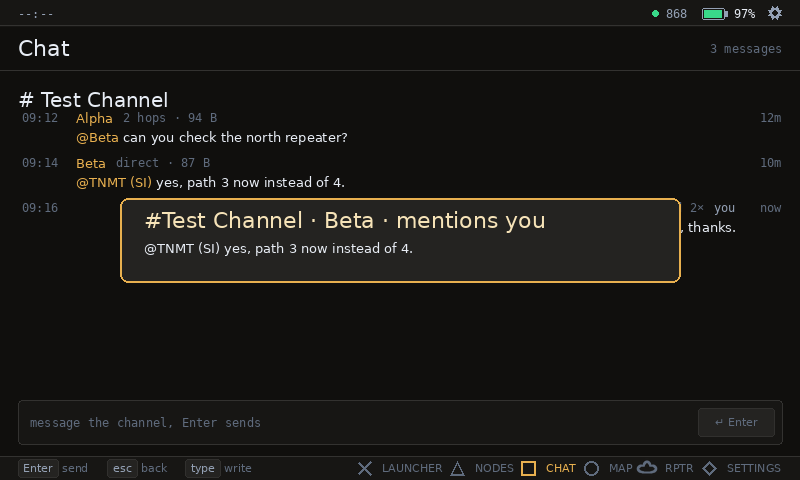 --:--
868 97%
Chat
3 messages
# Test Channel
09:12 Alpha 2 hops · 94 B 12m
@Beta can you check the north repeater?
09:14 Beta direct · 87 B 10m
@TNMT (SI) yes, path 3 now instead of 4.
09:16 2× you now
, thanks.
#Test Channel · Beta · mentions you
@TNMT (SI) yes, path 3 now instead of 4.
message the channel, Enter sends
↵ Enter
Enter send esc back type write LAUNCHER NODES CHAT MAP RPTR SETTINGS